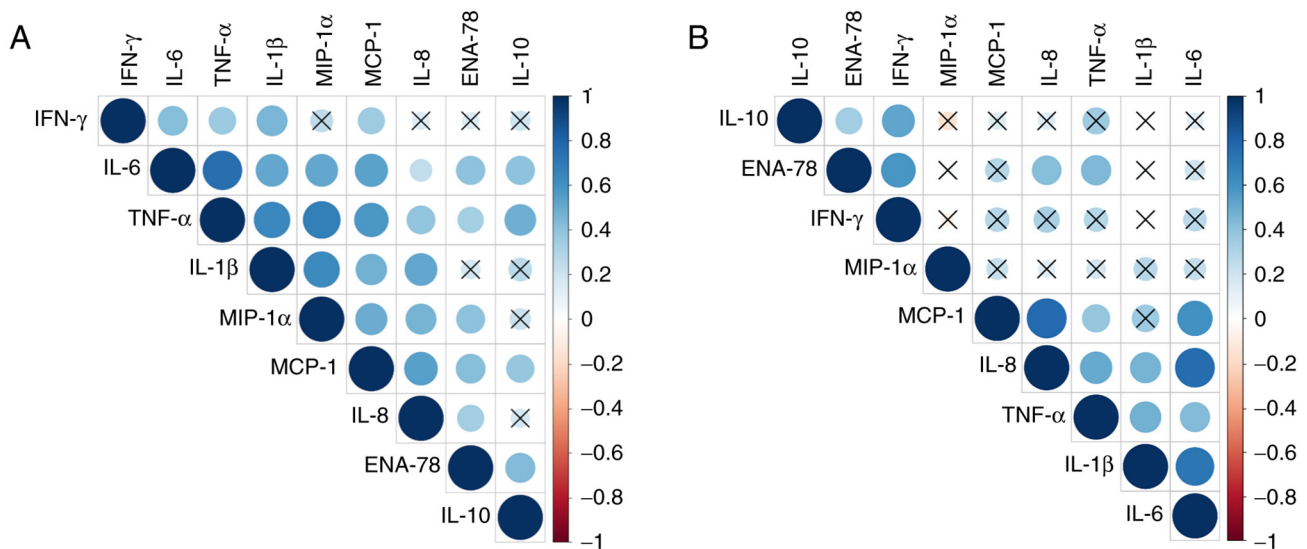 A
IFN-γ
IL-6
TNF-α
IL-1β
MIP-1α
MCP-1
IL-8
ENA-78
IL-10
IFN-γ
IL-6
TNF-α
IL-1β
MIP-1α
MCP-1
IL-8
ENA-78
IL-10
1
0.8
0.6
0.4
0.2
0
−0.2
−0.4
−0.6
−0.8
−1
B
IL-10
ENA-78
IFN-γ
MIP-1α
MCP-1
IL-8
TNF-α
IL-1β
IL-6
IL-10
ENA-78
IFN-γ
MIP-1α
MCP-1
IL-8
TNF-α
IL-1β
IL-6
1
0.8
0.6
0.4
0.2
0
−0.2
−0.4
−0.6
−0.8
−1